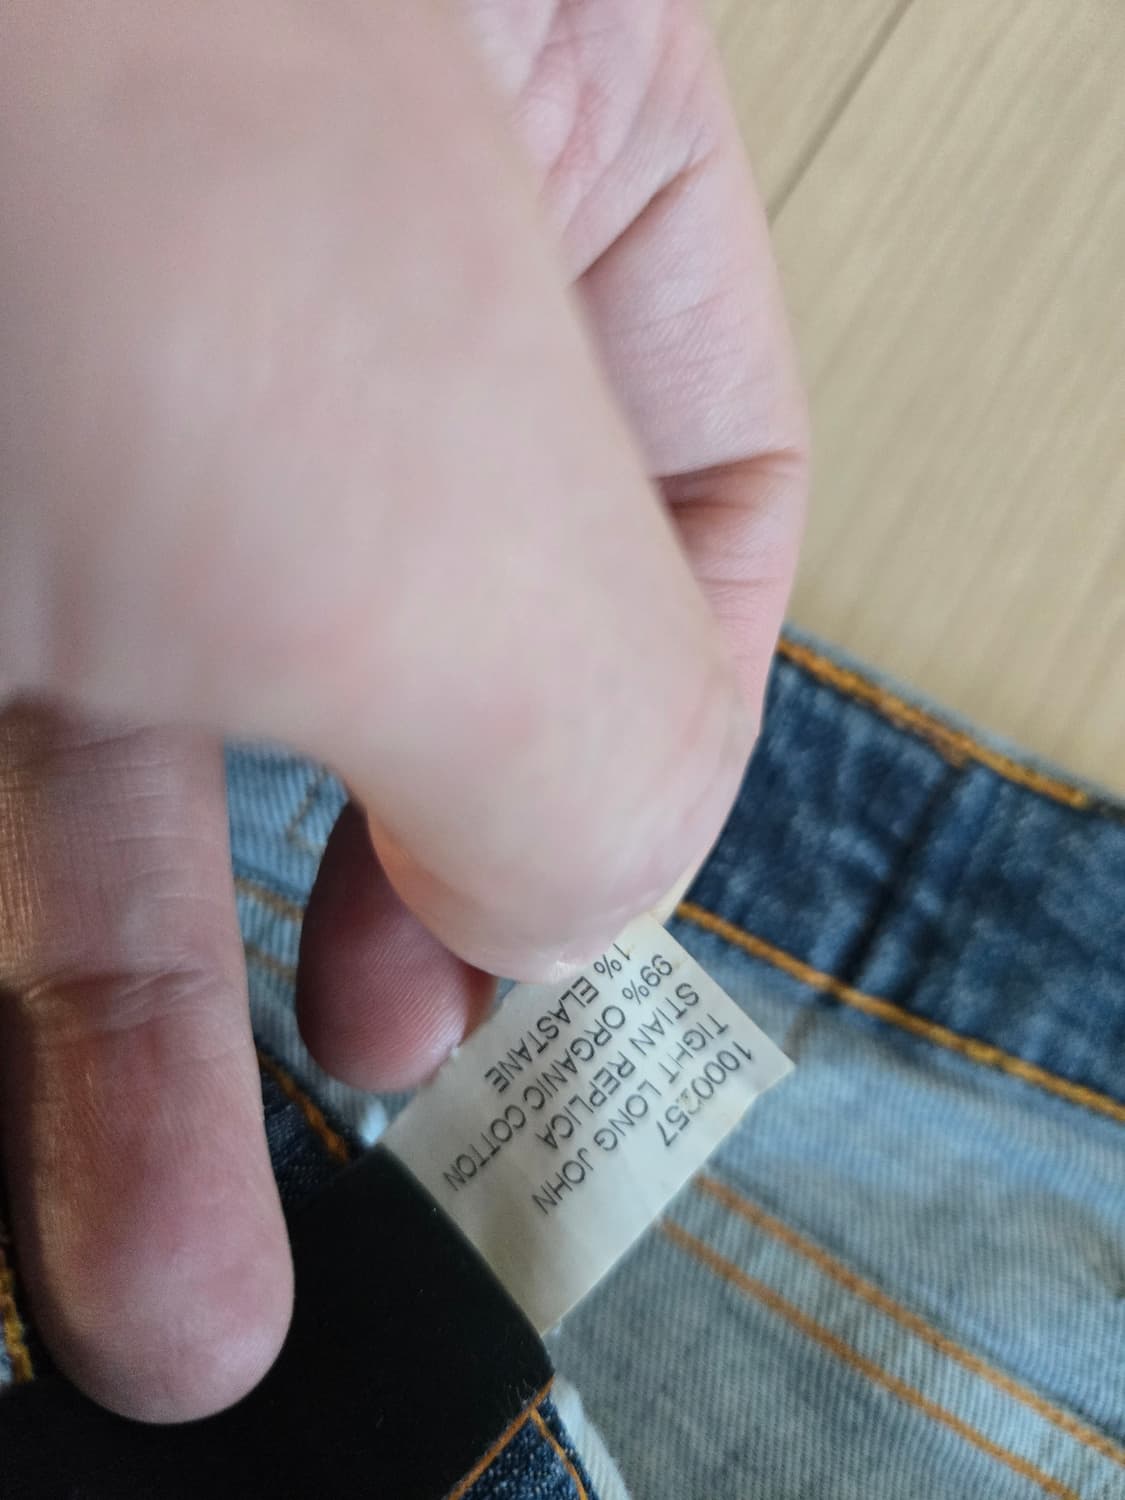 1000257
TIGHT LONG JOHN
STIAN REPLICA
99% ORGANIC COTTON
1% ELASTANE